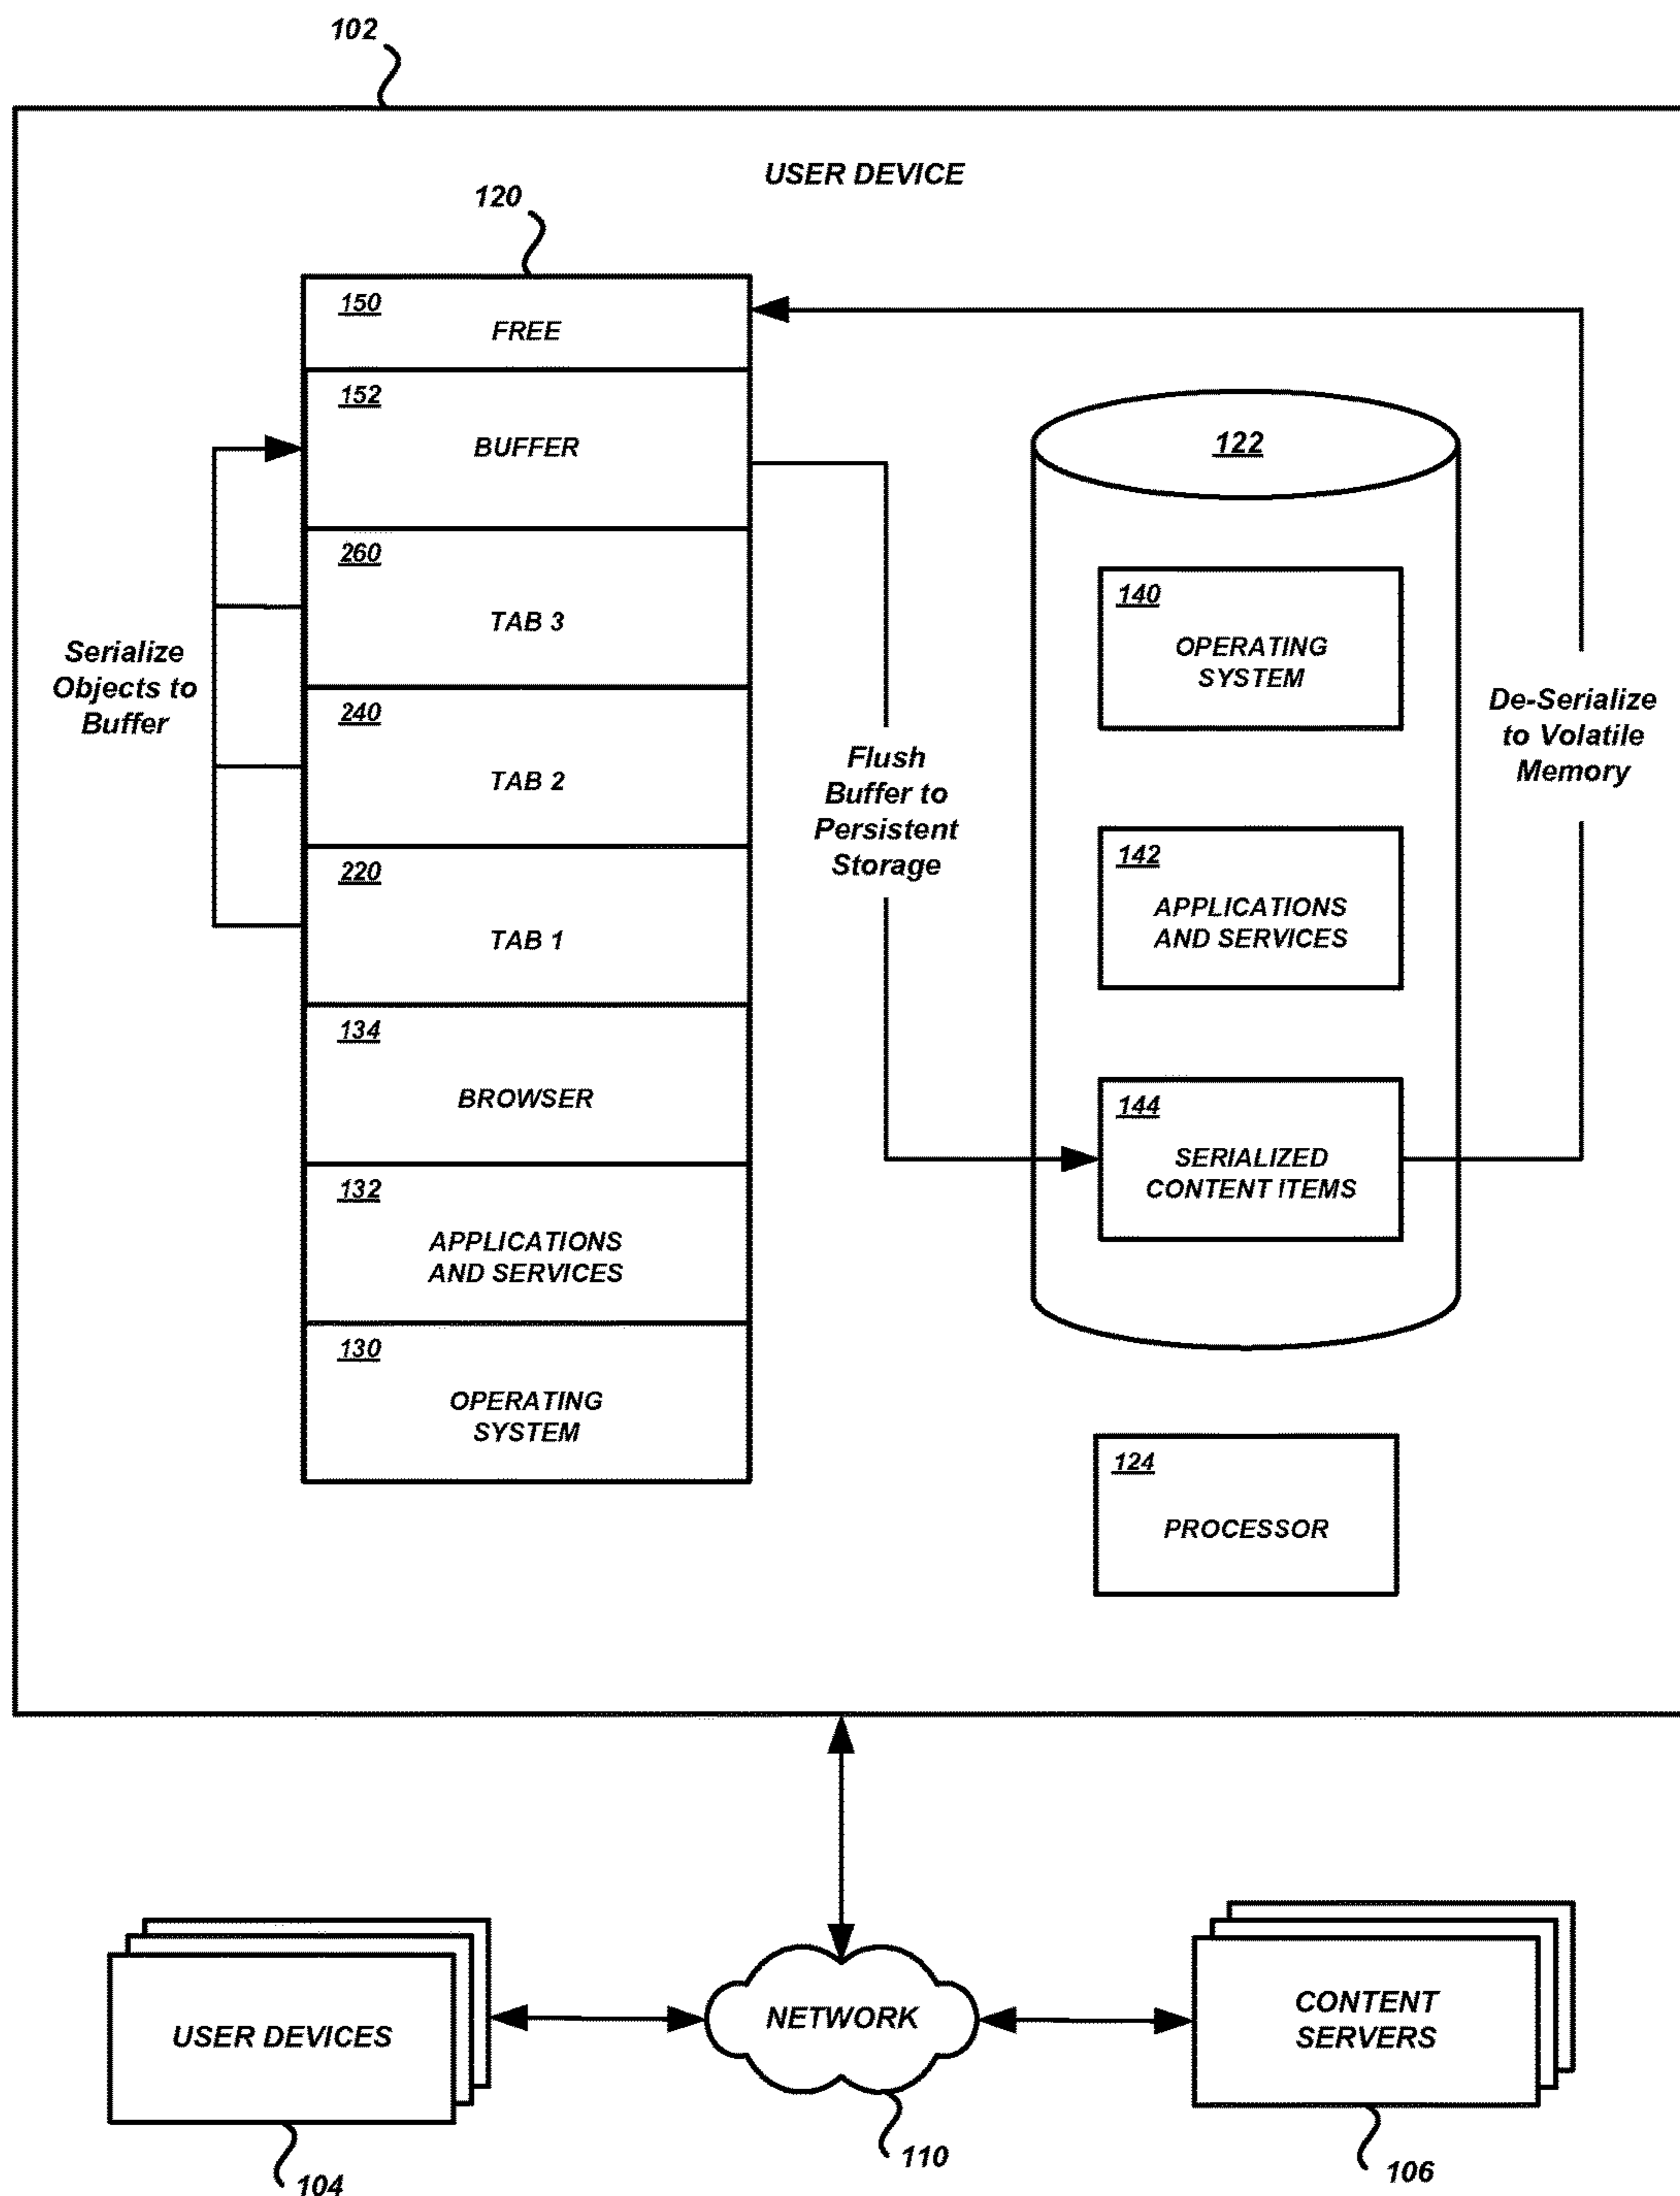 102
USER DEVICE
120
150
FREE
152
BUFFER
260
TAB 3
240
TAB 2
220
TAB 1
134
BROWSER
132
APPLICATIONS
AND SERVICES
130
OPERATING
SYSTEM
Serialize
Objects to
Buffer
Flush
Buffer to
Persistent
Storage
122
140
OPERATING
SYSTEM
142
APPLICATIONS
AND SERVICES
144
SERIALIZED
CONTENT ITEMS
De-Serialize
to Volatile
Memory
124
PROCESSOR
USER DEVICES
104
NETWORK
110
CONTENT
SERVERS
106